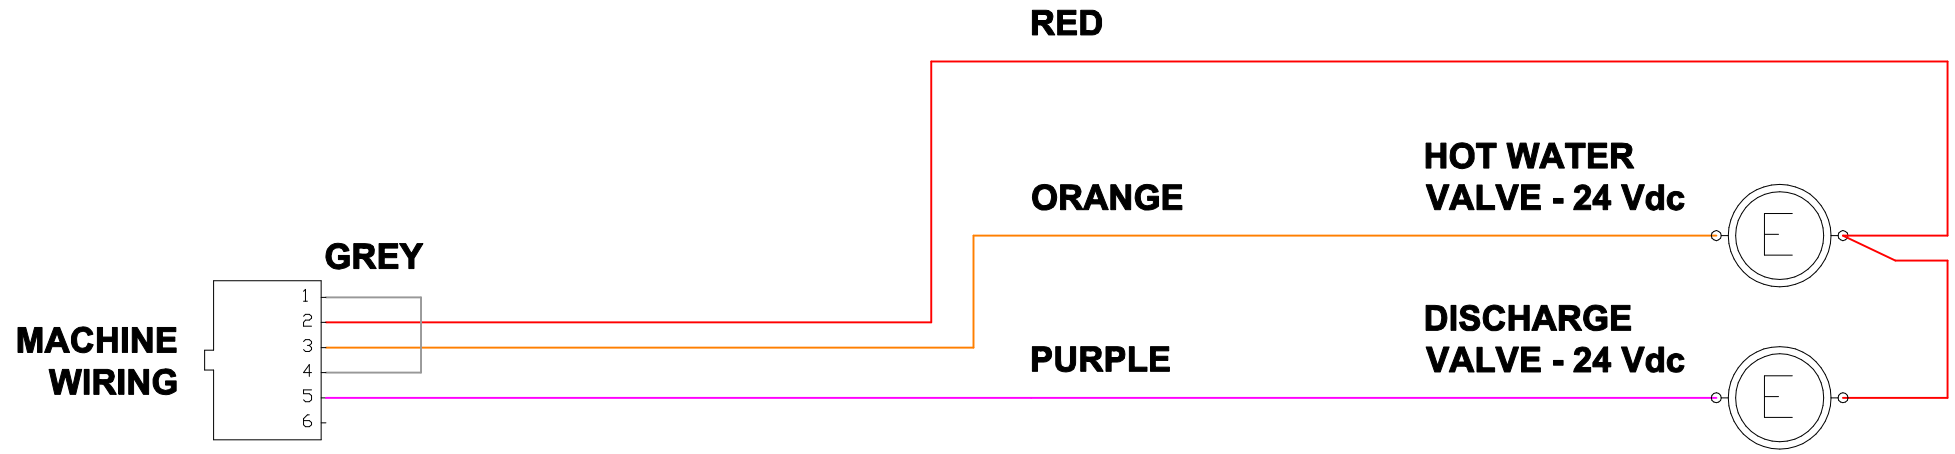 RED
HOT WATER
ORANGE
VALVE - 24 Vdc
E
GREY
1
2
3
4
5
6
MACHINE
WIRING
DISCHARGE
PURPLE
VALVE - 24 Vdc
E